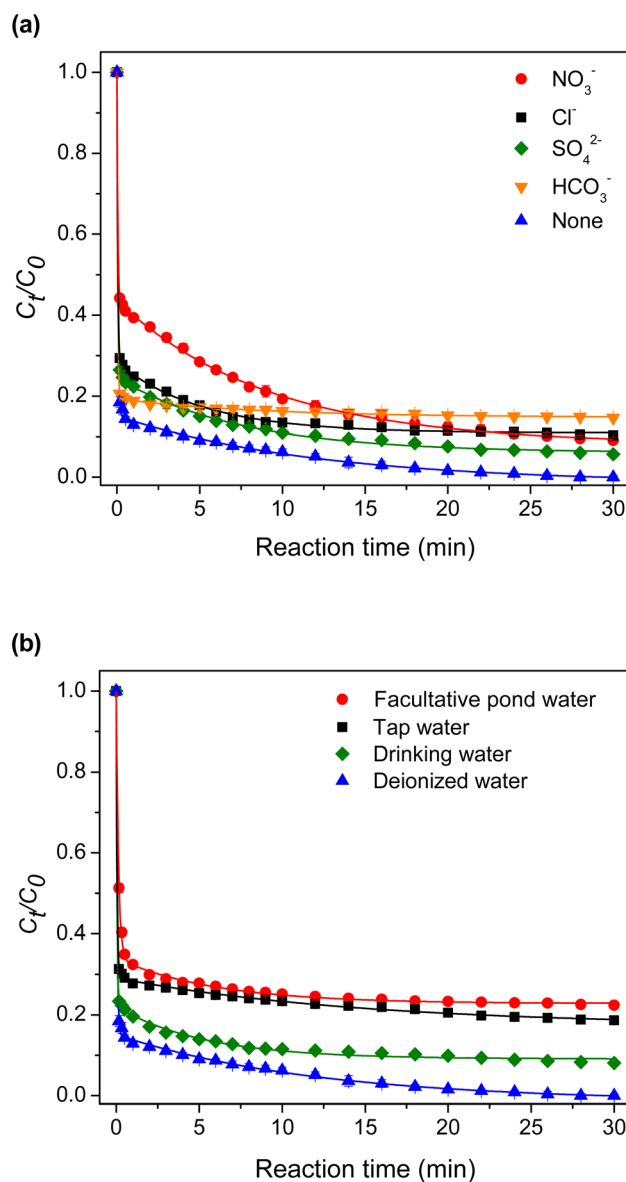 (a)
1.0
0.8
0.6
0.4
0.2
0.0
Cₜ/C₀
NO₃⁻
Cl⁻
SO₄²⁻
HCO₃⁻
None
0 5 10 15 20 25 30
Reaction time (min)
(b)
1.0
0.8
0.6
0.4
0.2
0.0
Cₜ/C₀
Facultative pond water
Tap water
Drinking water
Deionized water
0 5 10 15 20 25 30
Reaction time (min)